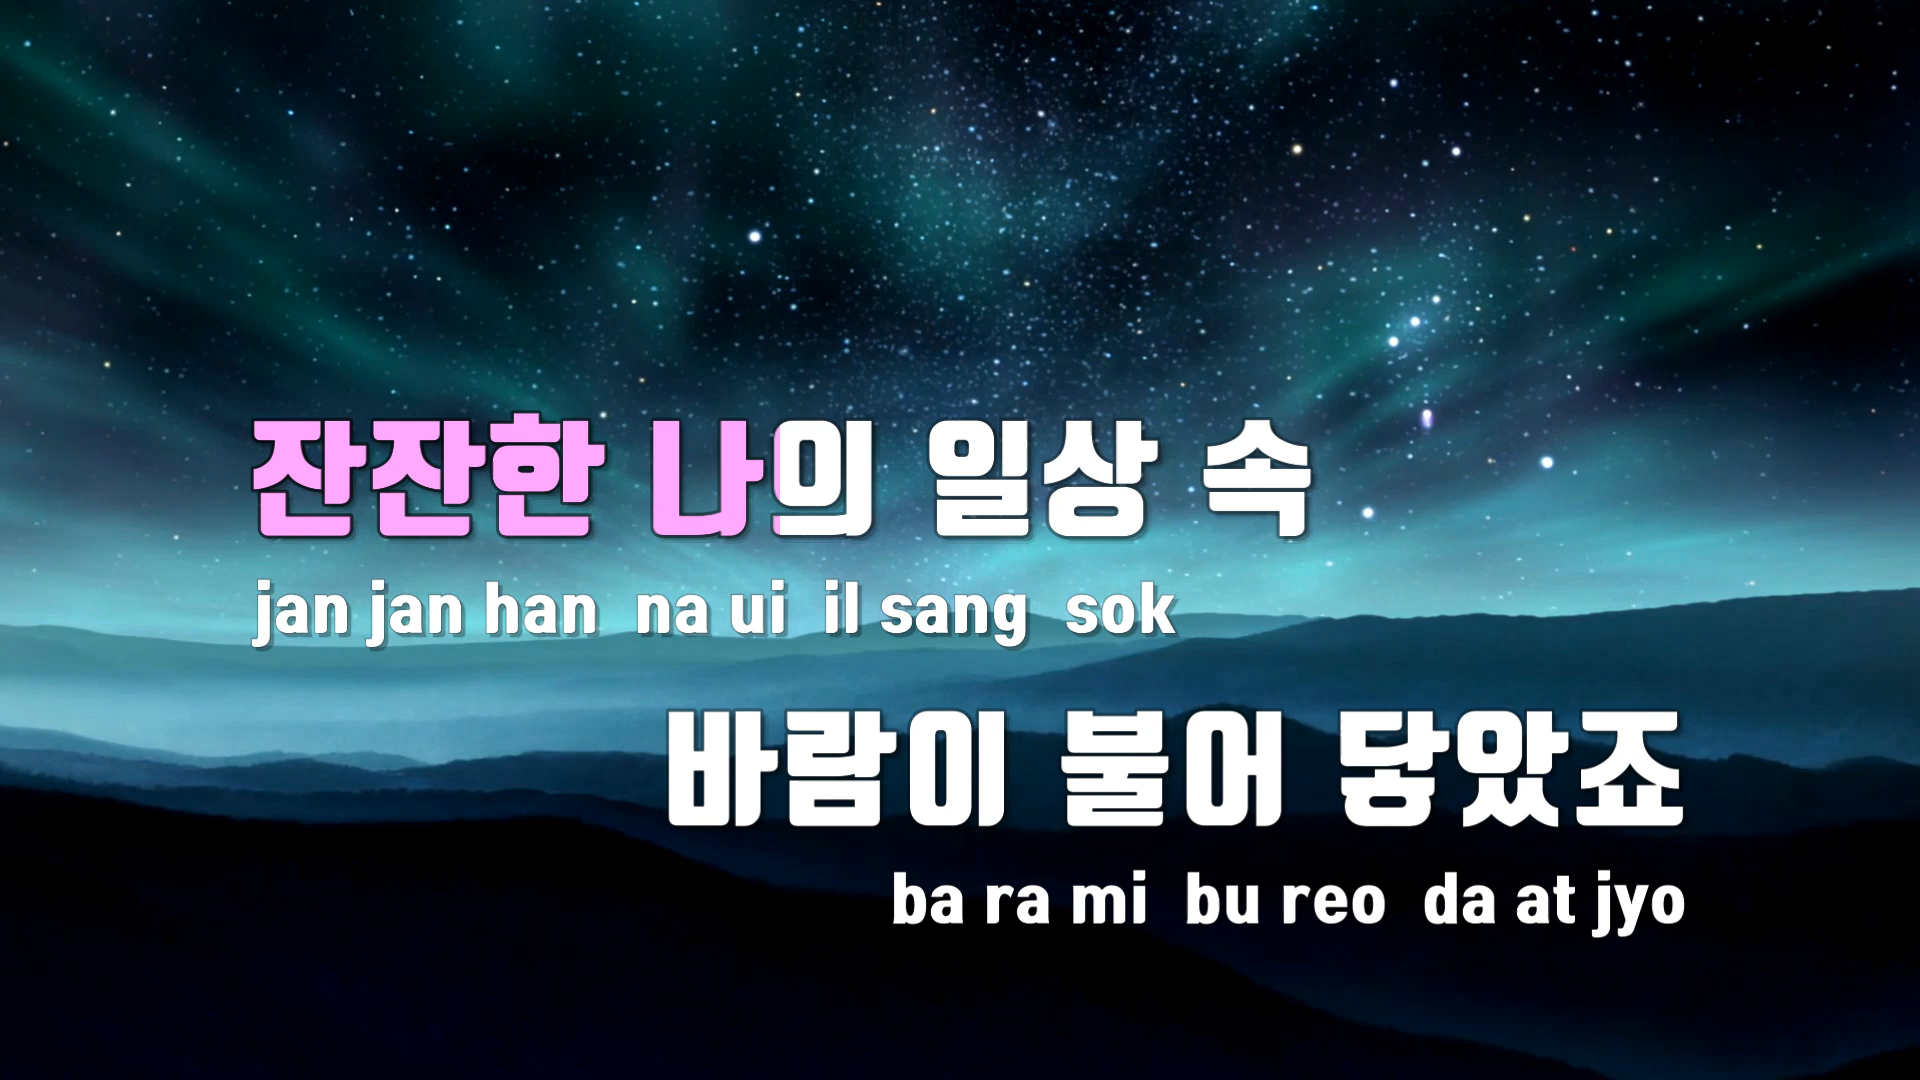 잔잔한 나의 일상 속
jan jan han na ui il sang sok
바람이 불어 닿았죠
ba ra mi bu reo da at jyo